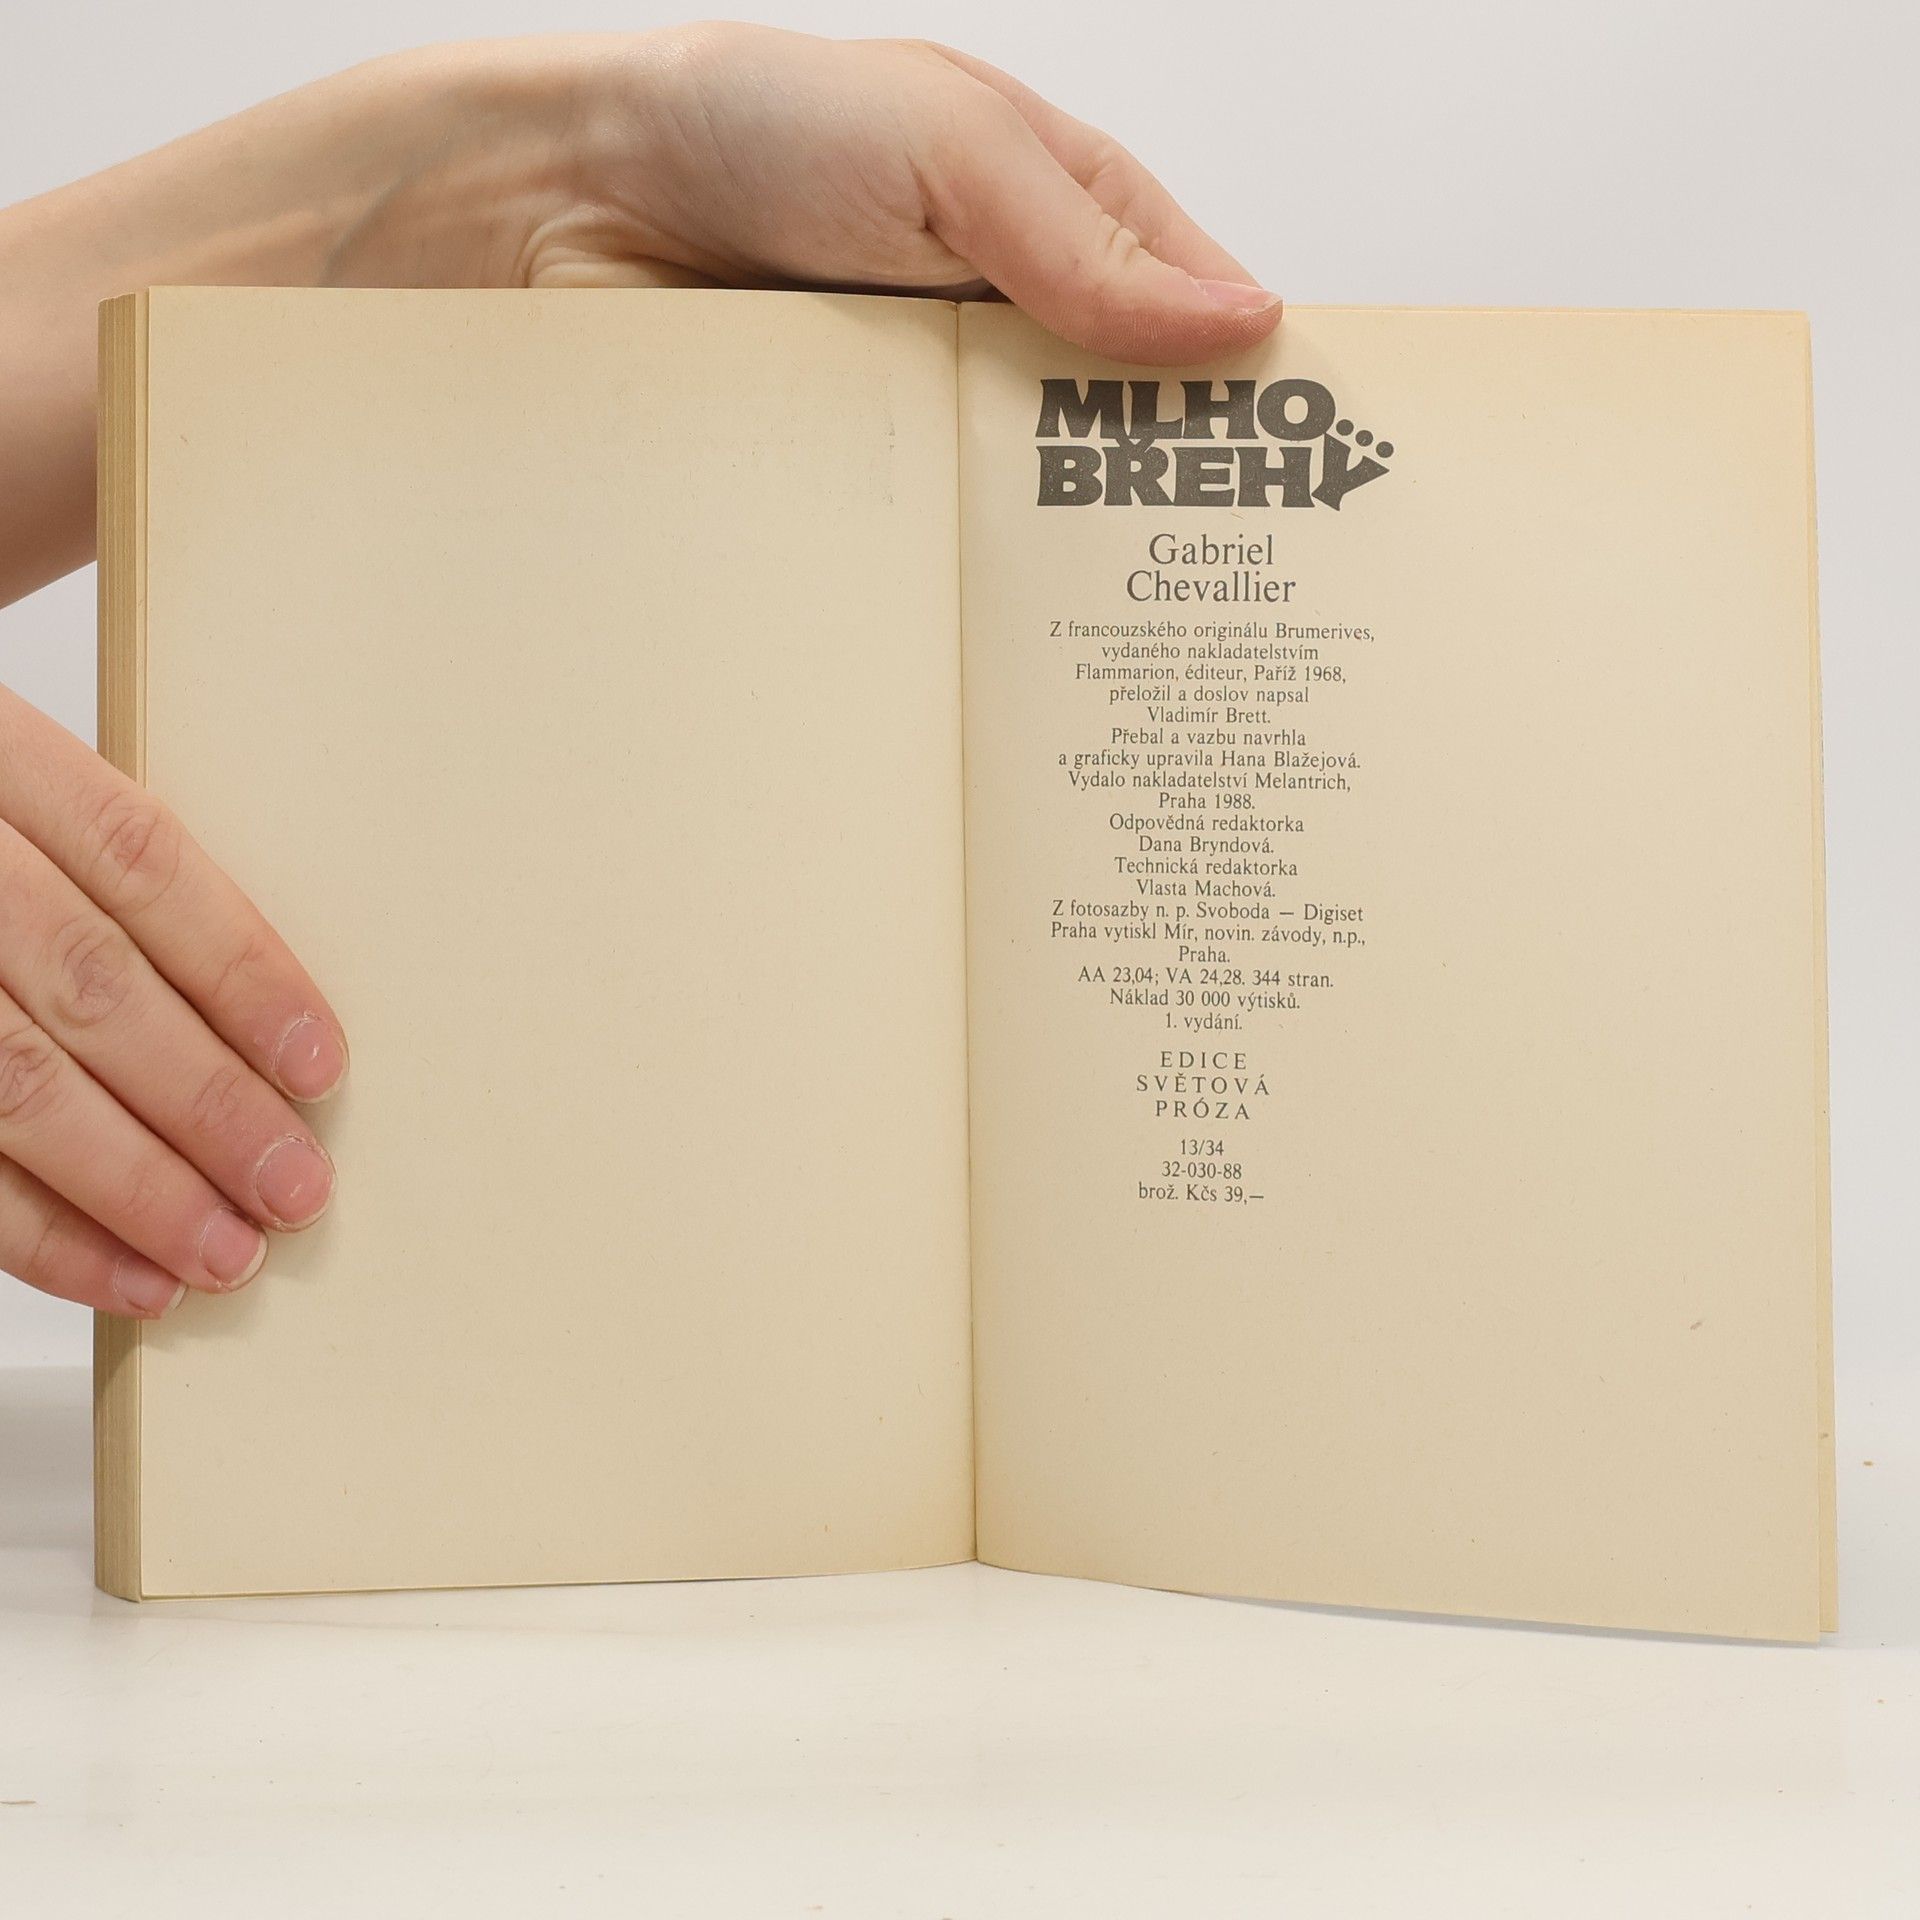 MLHO...
BŘEHY
Gabriel
Chevallier
Z francouzského originálu Brumerives,
vydaného nakladatelstvím
Flammarion, éditeur, Paříž 1968,
přeložil a doslov napsal
Vladimír Brett.
Přebal a vazbu navrhla
a graficky upravila Hana Blažejová.
Vydalo nakladatelství Melantrich,
Praha 1988.
Odpovědná redaktorka
Dana Bryndová.
Technická redaktorka
Vlasta Machová.
Z fotosazby n. p. Svoboda — Digiset
Praha vytiskl Mír, novin. závody, n.p.,
Praha.
AA 23,04; VA 24,28. 344 stran.
Náklad 30 000 výtisků.
1. vydání.
EDICE
SVĚTOVÁ
PRÓZA
13/34
32-030-88
brož. Kčs 39,—